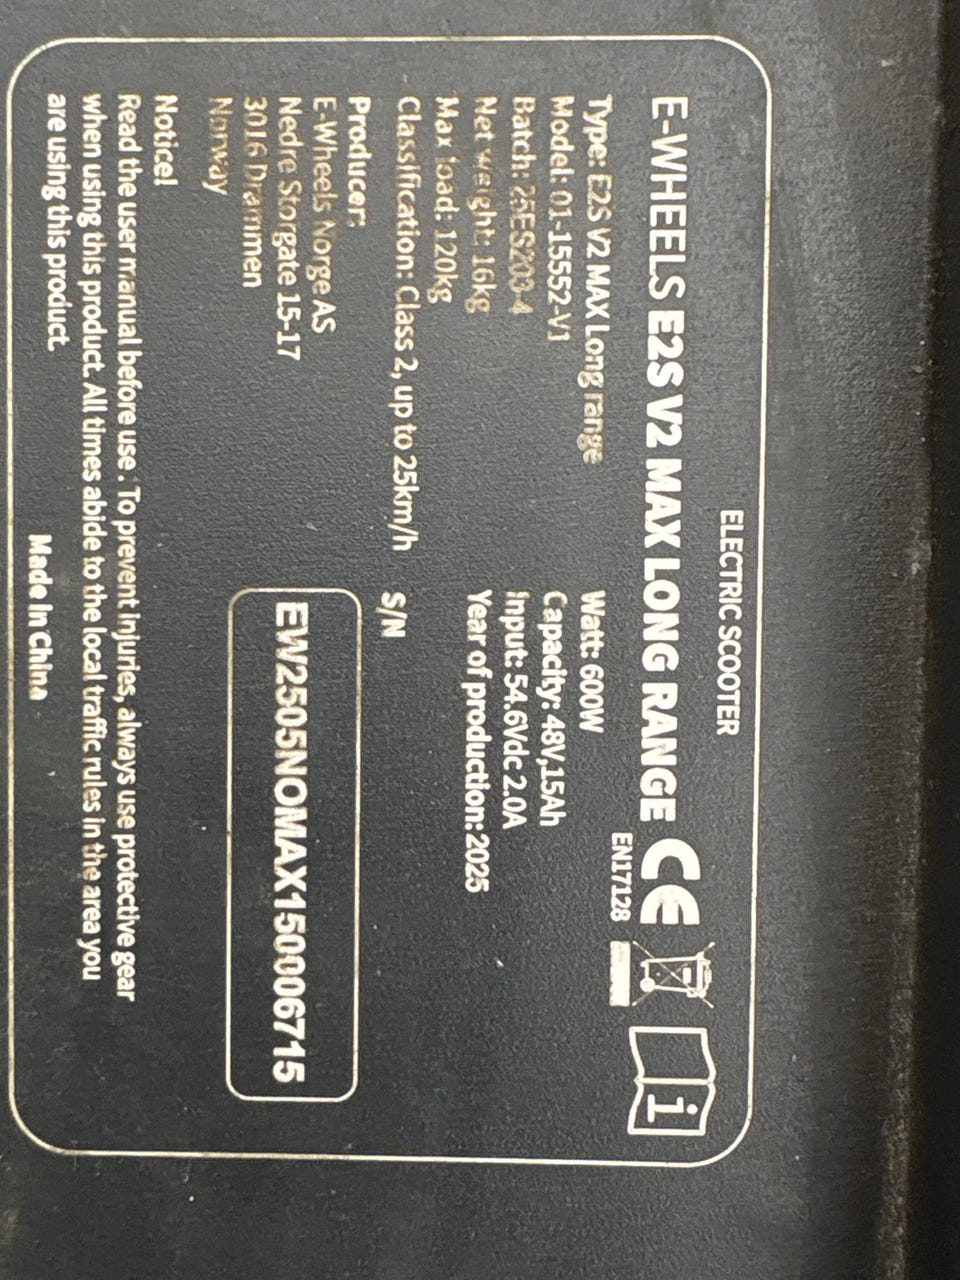 ELECTRIC SCOOTER
E-WHEELS E2S V2 MAX LONG RANGE CE
EN17128
Type: E2S V2 MAX Long range
Model: 01-15552-V1
Batch: 25ES203-4
Net weight: 16kg
Max load: 120kg
Classification: Class 2, up to 25km/h
Watt: 600W
Capacity: 48V,15Ah
Input: 54.6Vdc 2.0A
Year of production: 2025
Producer:
E-Wheels Norge AS
Nedre Storgate 15-17
3016 Drammen
Norway
S/N
EW2505NOMAX150006715
Notice!
Read the user manual before use . To prevent injuries, always use protective gear
when using this product. All times abide to the local traffic rules in the area you
are using this product.
Made In China